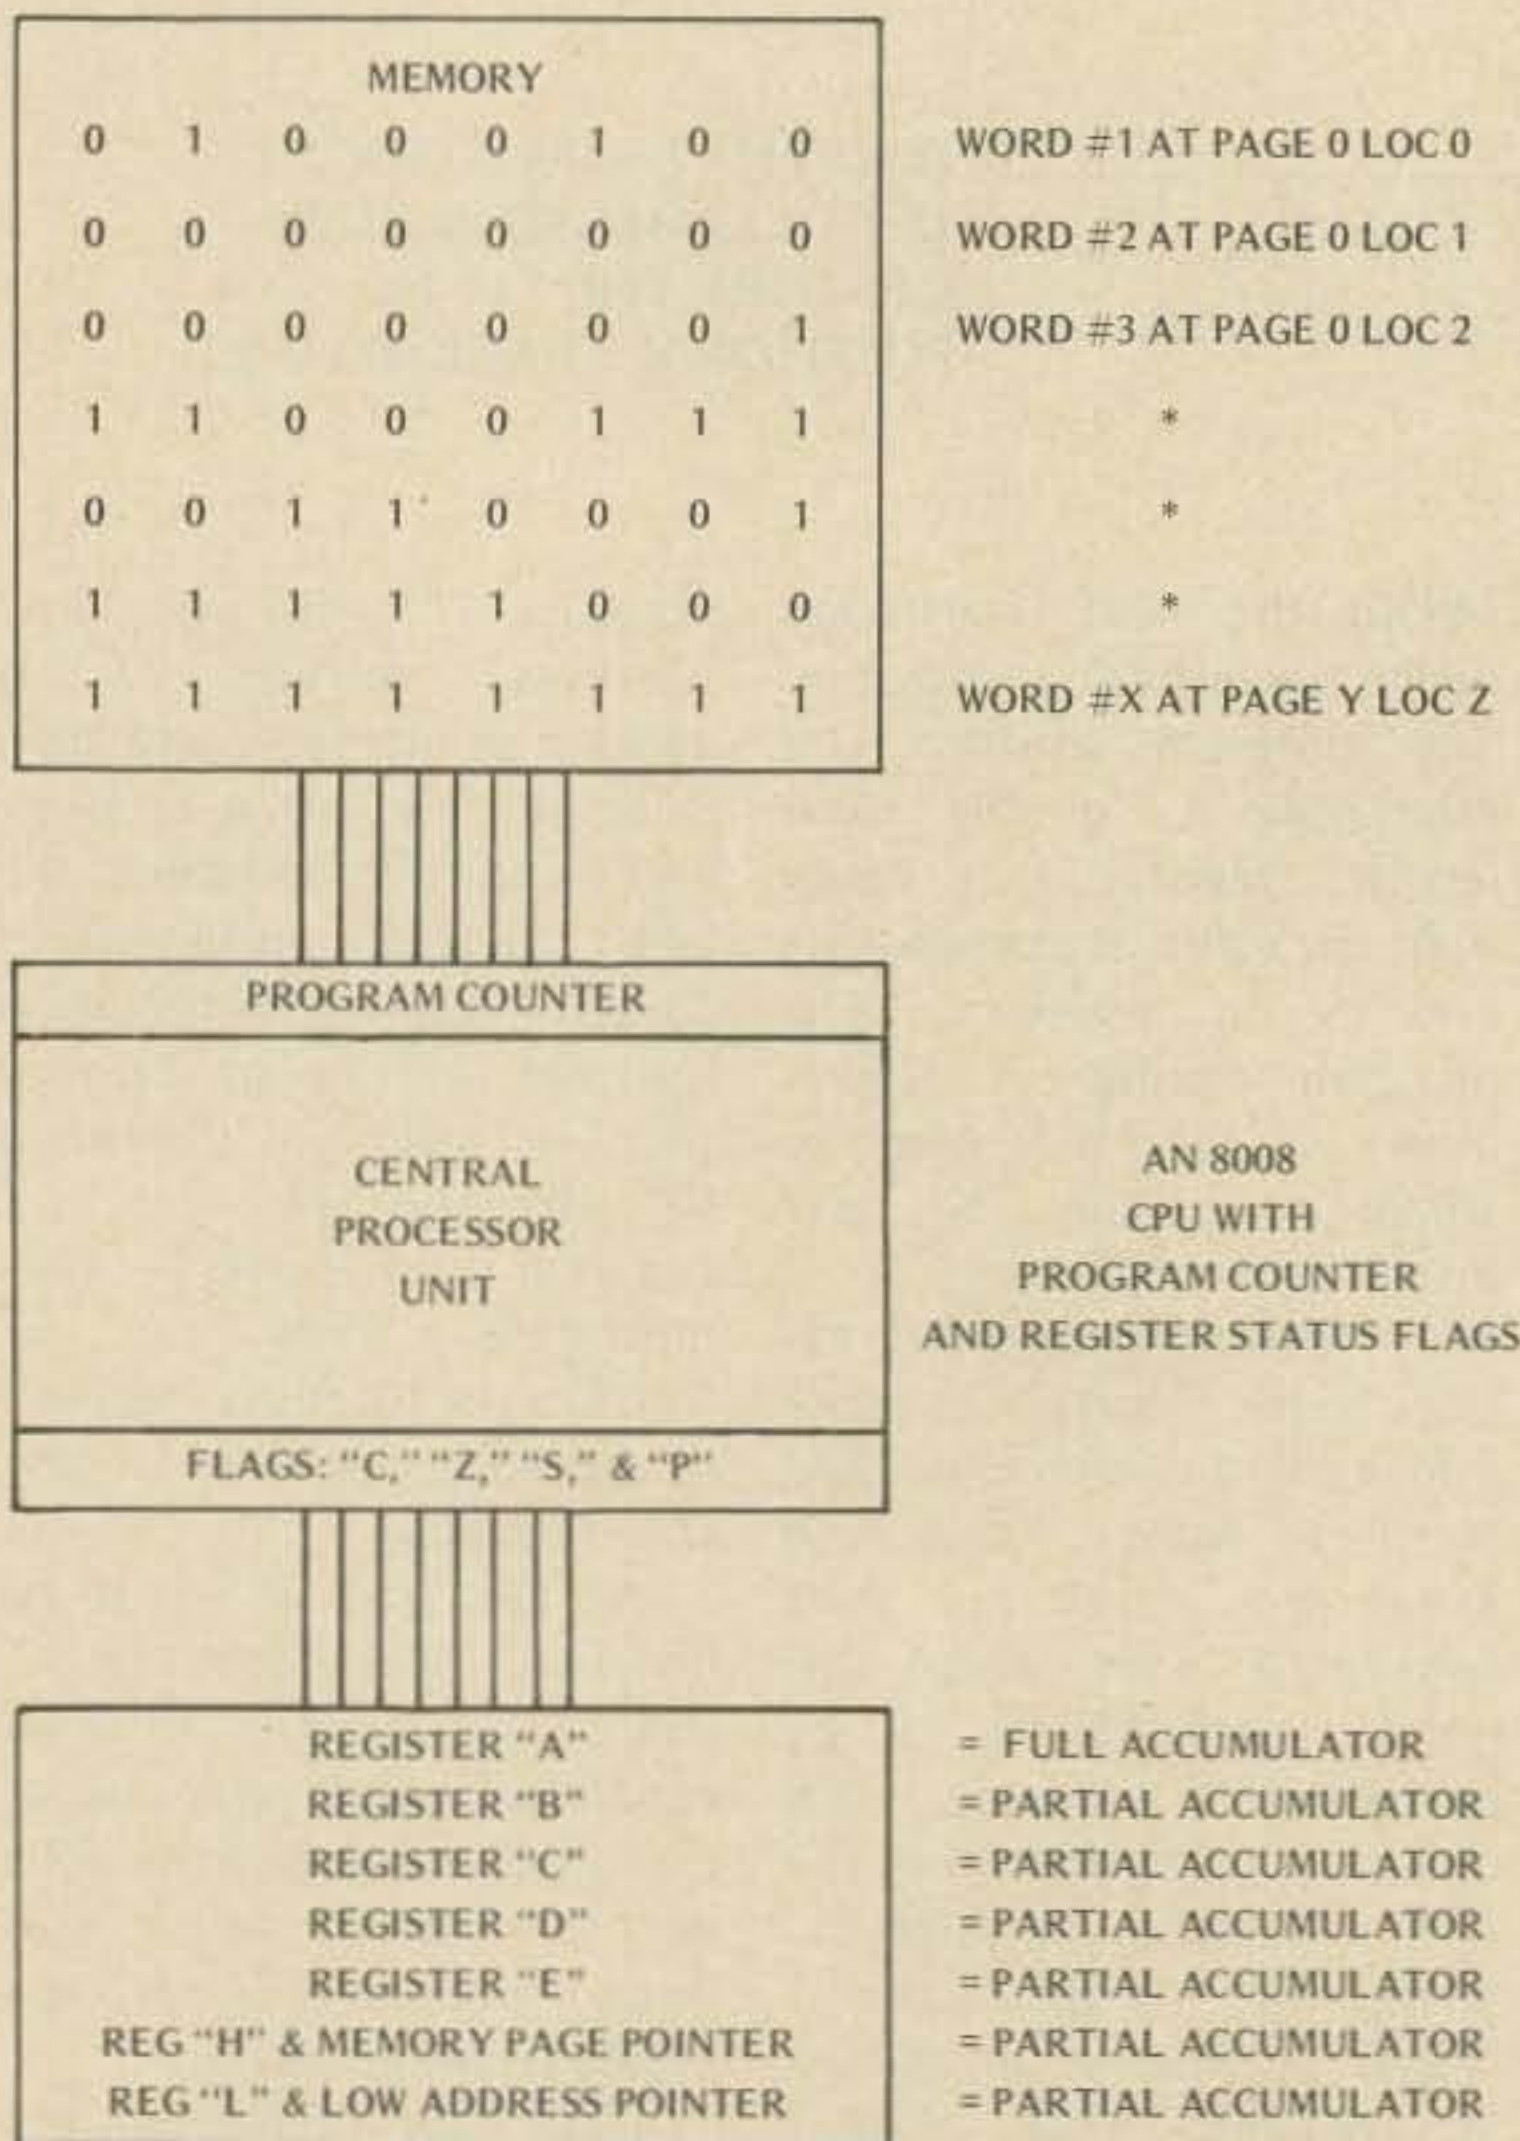 MEMORY
0 1 0 0 0 1 0 0 WORD #1 AT PAGE 0 LOC 0
0 0 0 0 0 0 0 0 WORD #2 AT PAGE 0 LOC 1
0 0 0 0 0 0 0 1 WORD #3 AT PAGE 0 LOC 2
1 1 0 0 0 1 1 1 *
0 0 1 1 0 0 0 1 *
1 1 1 1 1 0 0 0 *
1 1 1 1 1 1 1 1 WORD #X AT PAGE Y LOC Z
PROGRAM COUNTER
CENTRAL
PROCESSOR
UNIT
AN 8008
CPU WITH
PROGRAM COUNTER
AND REGISTER STATUS FLAGS
FLAGS: “C,” “Z,” “S,” & “P”
REGISTER “A” = FULL ACCUMULATOR
REGISTER “B” = PARTIAL ACCUMULATOR
REGISTER “C” = PARTIAL ACCUMULATOR
REGISTER “D” = PARTIAL ACCUMULATOR
REGISTER “E” = PARTIAL ACCUMULATOR
REG “H” & MEMORY PAGE POINTER = PARTIAL ACCUMULATOR
REG “L” & LOW ADDRESS POINTER = PARTIAL ACCUMULATOR